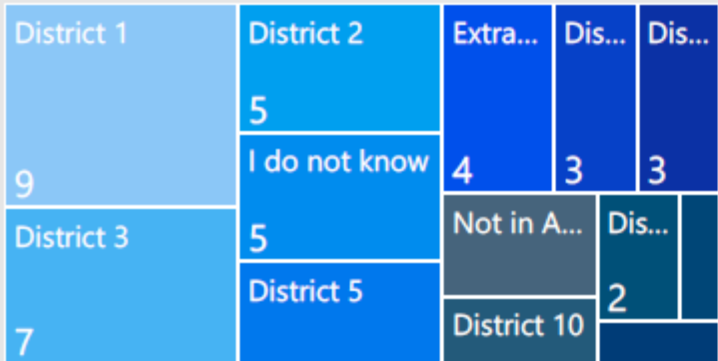 District 1
9
District 3
7
District 2
5
I do not know
5
District 5
Extra...
4
Dis...
3
Dis...
3
Not in A...
District 10
Dis...
2